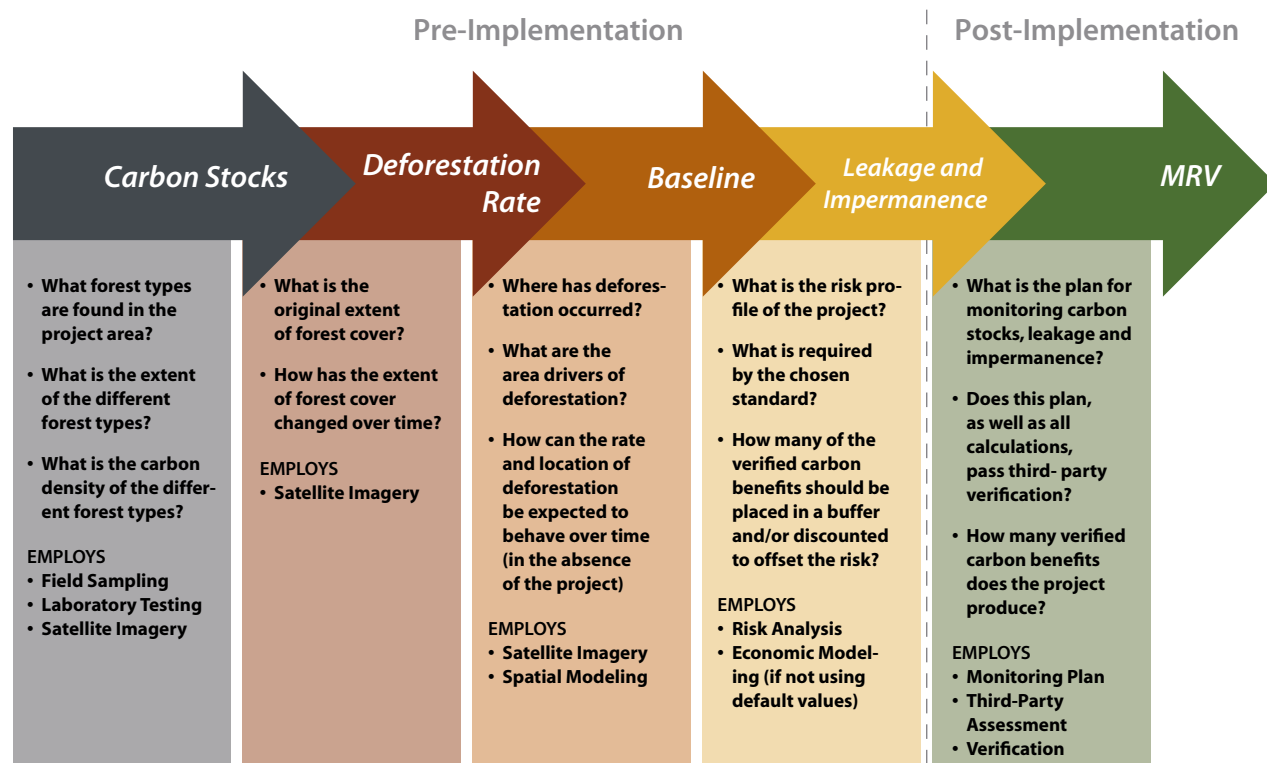 Pre-Implementation
Post-Implementation
Carbon Stocks
Deforestation
Rate
Baseline
Leakage and
Impermanence
MRV
• What forest types
are found in the
project area?
• What is the extent
of the different
forest types?
• What is the carbon
density of the differ-
ent forest types?
EMPLOYS
• Field Sampling
• Laboratory Testing
• Satellite Imagery
• What is the
original extent
of forest cover?
• How has the extent
of forest cover
changed over time?
EMPLOYS
• Satellite Imagery
• Where has defores-
tation occurred?
• What are the
area drivers of
deforestation?
• How can the rate
and location of
deforestation
be expected to
behave over time
(in the absence
of the project)
EMPLOYS
• Satellite Imagery
• Spatial Modeling
• What is the risk pro-
file of the project?
• What is required
by the chosen
standard?
• How many of the
verified carbon
benefits should be
placed in a buffer
and/or discounted
to offset the risk?
EMPLOYS
• Risk Analysis
• Economic Model-
ing (if not using
default values)
• What is the plan for
monitoring carbon
stocks, leakage and
impermanence?
• Does this plan,
as well as all
calculations,
pass third- party
verification?
• How many verified
carbon benefits
does the project
produce?
EMPLOYS
• Monitoring Plan
• Third-Party
Assessment
• Verification